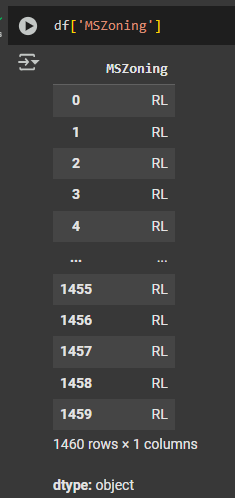 df['MSZoning']
MSZoning
0 RL
1 RL
2 RL
3 RL
4 RL
... ...
1455 RL
1456 RL
1457 RL
1458 RL
1459 RL
1460 rows × 1 columns
dtype: object